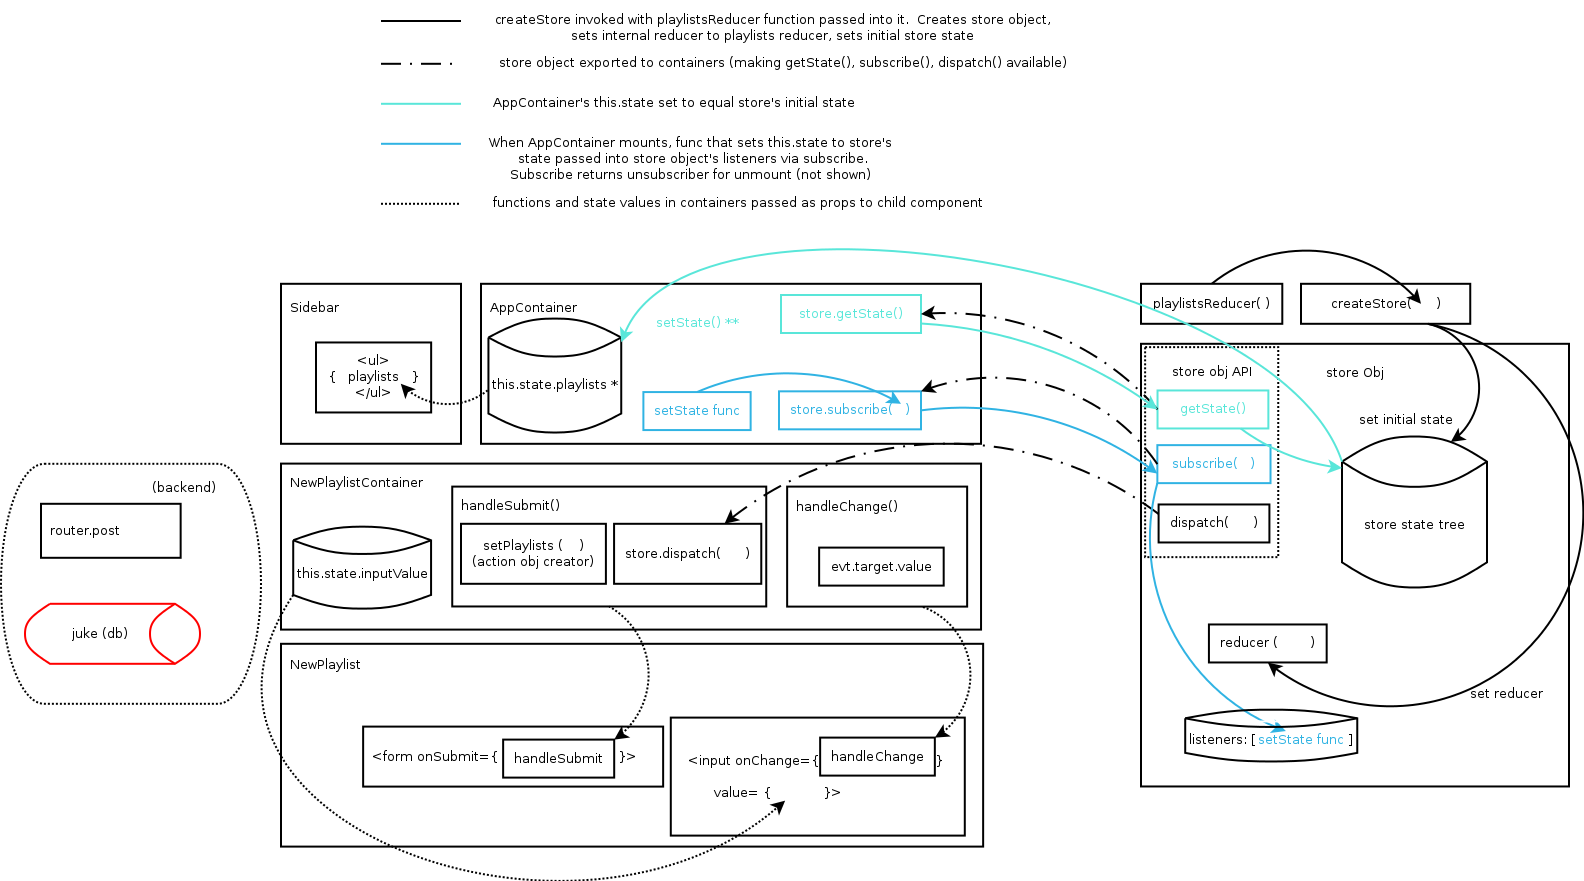 createStore invoked with playlistsReducer function passed into it.  Creates store object,
sets internal reducer to playlists reducer, sets initial store state
store object exported to containers (making getState(), subscribe(), dispatch() available)
AppContainer's this.state set to equal store's initial state
When AppContainer mounts, func that sets this.state to store's
state passed into store object's listeners via subscribe.
Subscribe returns unsubscriber for unmount (not shown)
functions and state values in containers passed as props to child component
Sidebar
<ul>
{   playlists   }
</ul>
AppContainer
this.state.playlists *
setState() **
store.getState()
setState func
store.subscribe(   )
playlistsReducer( )
createStore(      )
store obj API
getState()
subscribe(   )
dispatch(      )
store Obj
set initial state
store state tree
reducer (        )
set reducer
listeners: [ setState func ]
(backend)
router.post
juke (db)
NewPlaylistContainer
this.state.inputValue
handleSubmit()
setPlaylists (    )
(action obj creator)
store.dispatch(      )
handleChange()
evt.target.value
NewPlaylist
<form onSubmit={ handleSubmit }>
<input onChange={ handleChange }
value= {             }>